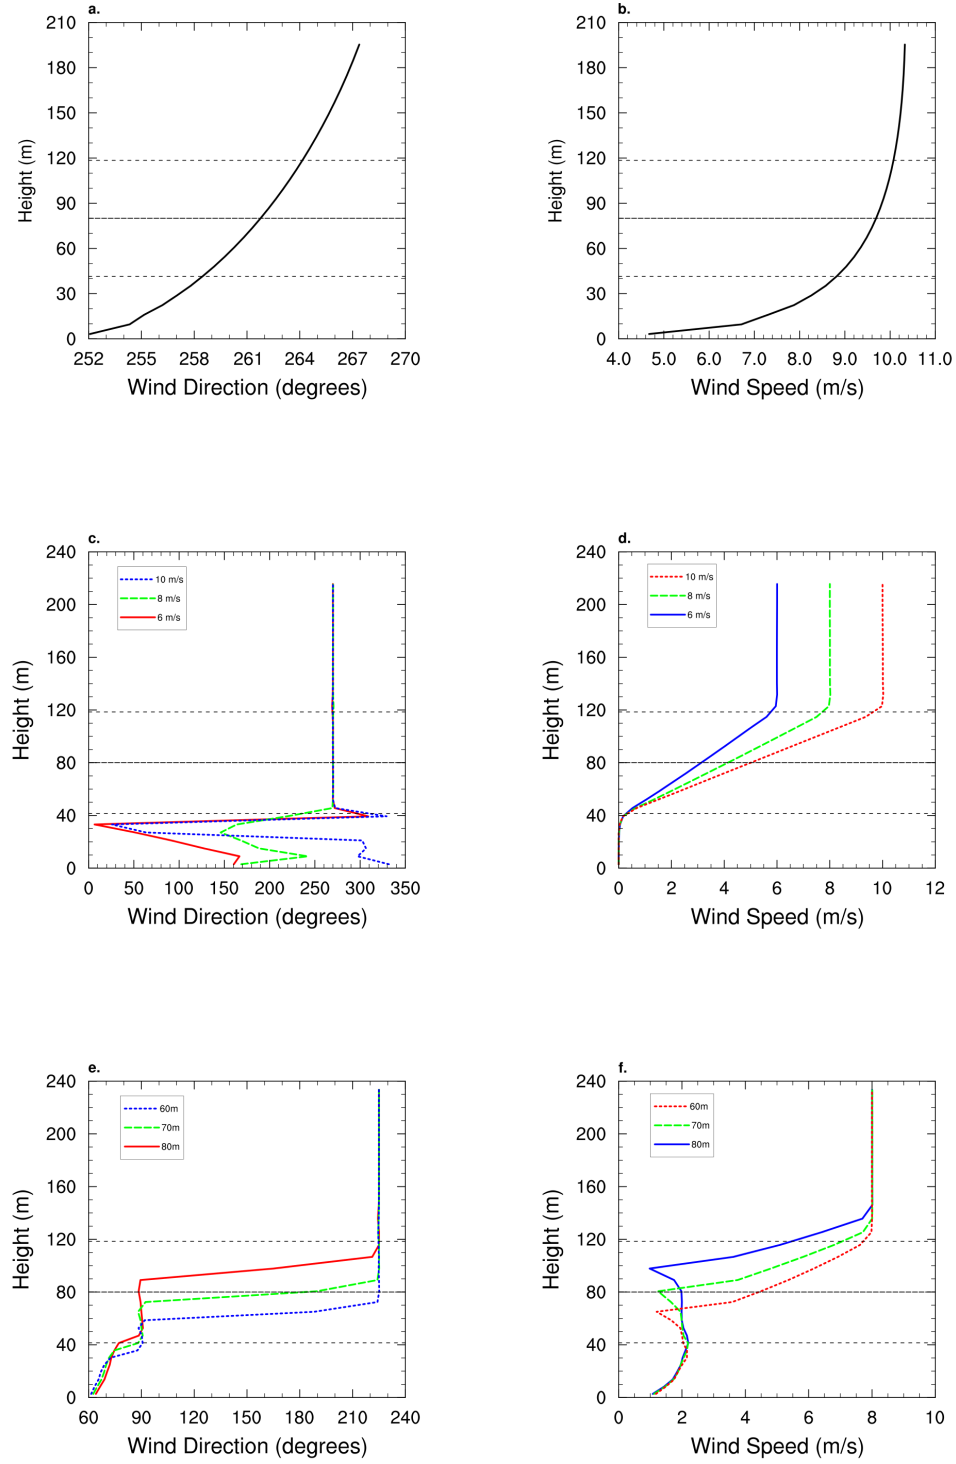 a.
b.
210
180
150
120
90
60
30
0
Height (m)
252 255 258 261 264 267 270
Wind Direction (degrees)
210
180
150
120
90
60
30
0
Height (m)
4.0 5.0 6.0 7.0 8.0 9.0 10.0 11.0
Wind Speed (m/s)
c.
d.
240
200
160
120
80
40
0
Height (m)
10 m/s
8 m/s
6 m/s
0 50 100 150 200 250 300 350
Wind Direction (degrees)
240
200
160
120
80
40
0
Height (m)
10 m/s
8 m/s
6 m/s
0 2 4 6 8 10 12
Wind Speed (m/s)
e.
f.
240
200
160
120
80
40
0
Height (m)
60m
70m
80m
60 90 120 150 180 210 240
Wind Direction (degrees)
240
200
160
120
80
40
0
Height (m)
60m
70m
80m
0 2 4 6 8 10
Wind Speed (m/s)